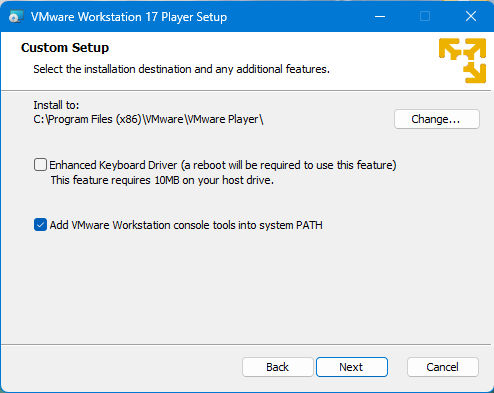 VMware Workstation 17 Player Setup
Custom Setup
Select the installation destination and any additional features.
Install to:
C:\Program Files (x86)\VMware\VMware Player\
Change...
Enhanced Keyboard Driver (a reboot will be required to use this feature)
This feature requires 10MB on your host drive.
Add VMware Workstation console tools into system PATH
Back
Next
Cancel